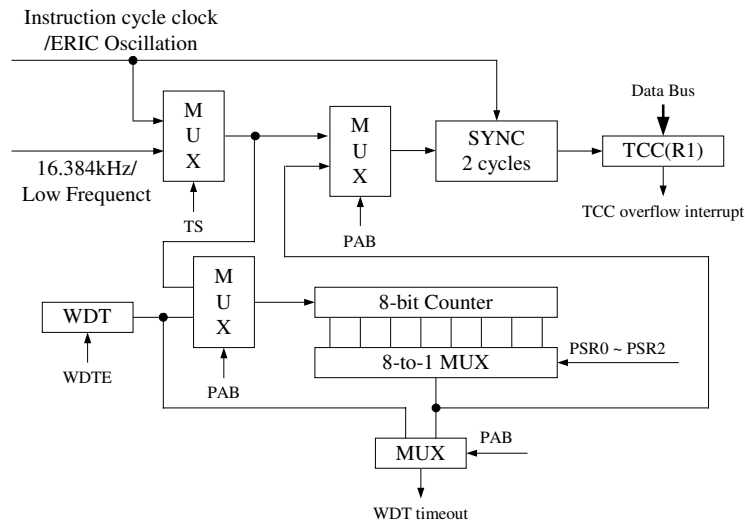 Instruction cycle clock
/ERIC Oscillation
M
U
X
16.384kHz/
Low Frequenct
TS
M
U
X
PAB
SYNC
2 cycles
Data Bus
TCC(R1)
TCC overflow interrupt
WDT
WDTE
M
U
X
PAB
8-bit Counter
8-to-1 MUX
PSR0 ~ PSR2
MUX
PAB
WDT timeout